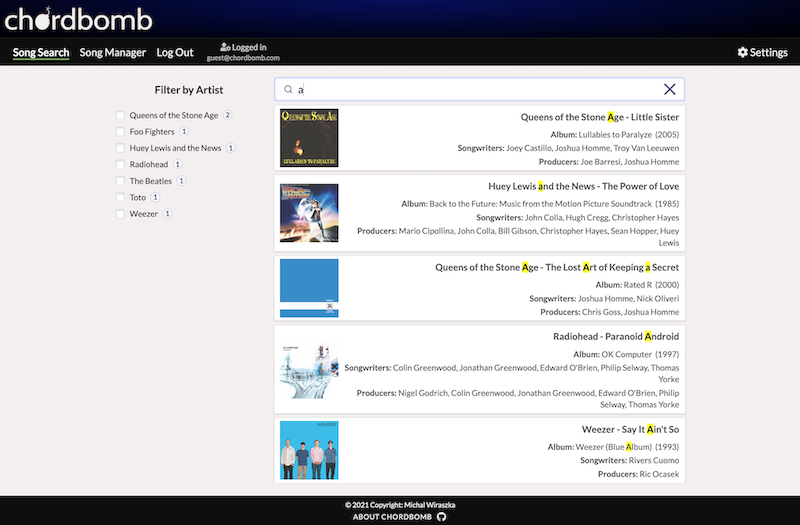 chordbomb
Song Search
Song Manager
Log Out
Logged in
guest@chordbomb.com
Settings
Filter by Artist
Queens of the Stone Age 2
Foo Fighters 1
Huey Lewis and the News 1
Radiohead 1
The Beatles 1
Toto 1
Weezer 1
a
QUEENS OF THE STONE AGE
LULLABIES TO PARALYZE
Queens of the Stone Age - Little Sister
Album: Lullabies to Paralyze (2005)
Songwriters: Joey Castillo, Joshua Homme, Troy Van Leeuwen
Producers: Joe Barresi, Joshua Homme
Huey Lewis and the News - The Power of Love
Album: Back to the Future: Music from the Motion Picture Soundtrack (1985)
Songwriters: John Colla, Hugh Cregg, Christopher Hayes
Producers: Mario Cipollina, John Colla, Bill Gibson, Christopher Hayes, Sean Hopper, Huey
Lewis
Queens of the Stone Age - The Lost Art of Keeping a Secret
Album: Rated R (2000)
Songwriters: Joshua Homme, Nick Oliveri
Producers: Chris Goss, Joshua Homme
Radiohead - Paranoid Android
Album: OK Computer (1997)
Songwriters: Colin Greenwood, Jonathan Greenwood, Edward O'Brien, Philip Selway, Thomas
Yorke
Producers: Nigel Godrich, Colin Greenwood, Jonathan Greenwood, Edward O'Brien, Philip
Selway, Thomas Yorke
weezer
Weezer - Say It Ain't So
Album: Weezer (Blue Album) (1993)
Songwriters: Rivers Cuomo
Producers: Ric Ocasek
© 2021 Copyright: Michal Wiraszka
ABOUT CHORDBOMB